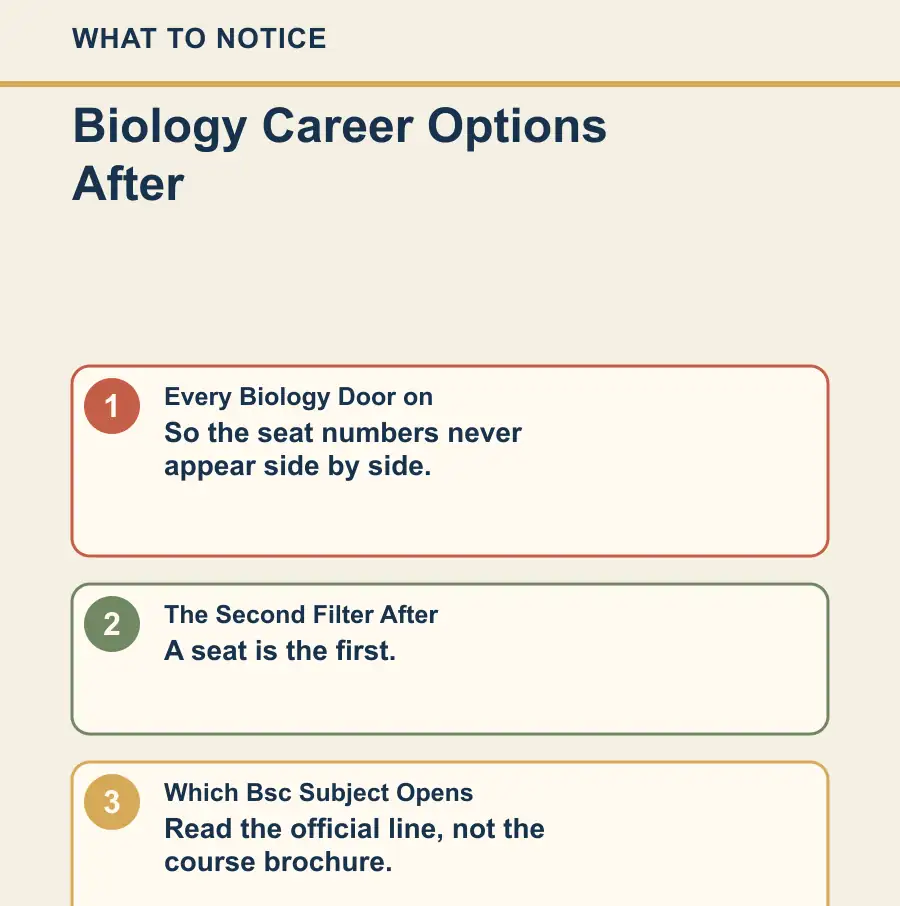 WHAT TO NOTICE
Biology Career Options
After
1
Every Biology Door on
So the seat numbers never
appear side by side.
2
The Second Filter After
A seat is the first.
3
Which Bsc Subject Opens
Read the official line, not the
course brochure.